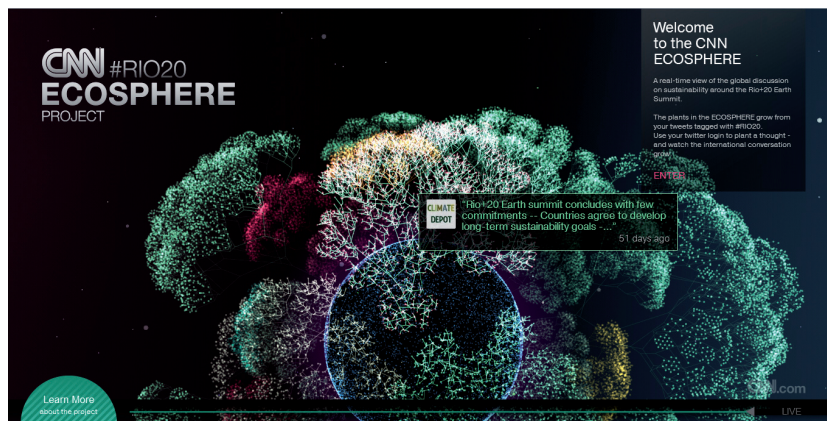 CNN #RIO20
ECOSPHERE
PROJECT
Welcome
to the CNN
ECOSPHERE
A real-time view of the global discussion
on sustainability around the Rio+20 Earth
Summit.
The plants in the ECOSPHERE grow from
your tweets tagged with #RIO20.
Use your twitter login to plant a thought -
and watch the international conversation
grow!
ENTER
CLIMATE
DEPOT
"Rio+20 Earth summit concludes with few
commitments -- Countries agree to develop
long-term sustainability goals -..."
51 days ago
Learn More
about the project
.com
LIVE